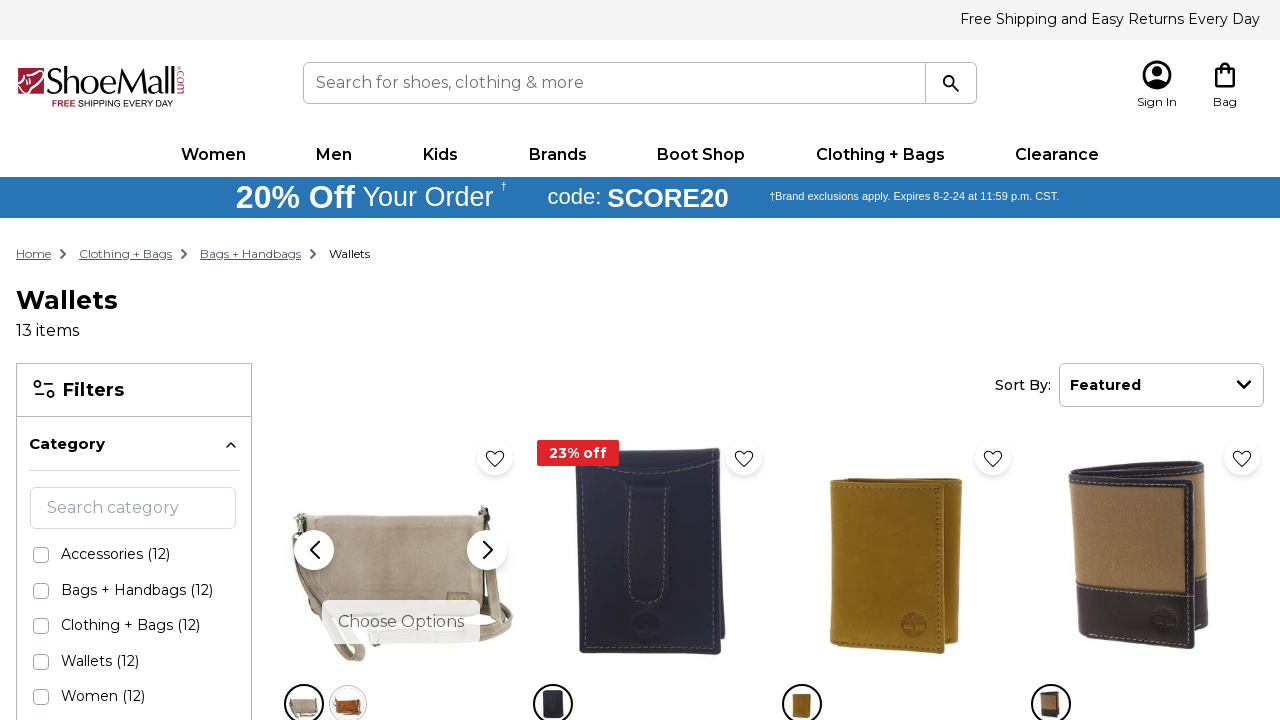 Free Shipping and Easy Returns Every Day
ShoeMall.com®
FREE SHIPPING EVERY DAY
Search for shoes, clothing & more
Sign In
Bag
Women
Men
Kids
Brands
Boot Shop
Clothing + Bags
Clearance
20% Off Your Order † code: SCORE20 †Brand exclusions apply. Expires 8-2-24 at 11:59 p.m. CST.
Home
Clothing + Bags
Bags + Handbags
Wallets
Wallets
13 items
Filters
Sort By:
Featured
Category
Search category
Accessories (12)
Bags + Handbags (12)
Clothing + Bags (12)
Wallets (12)
Women (12)
Choose Options
23% off